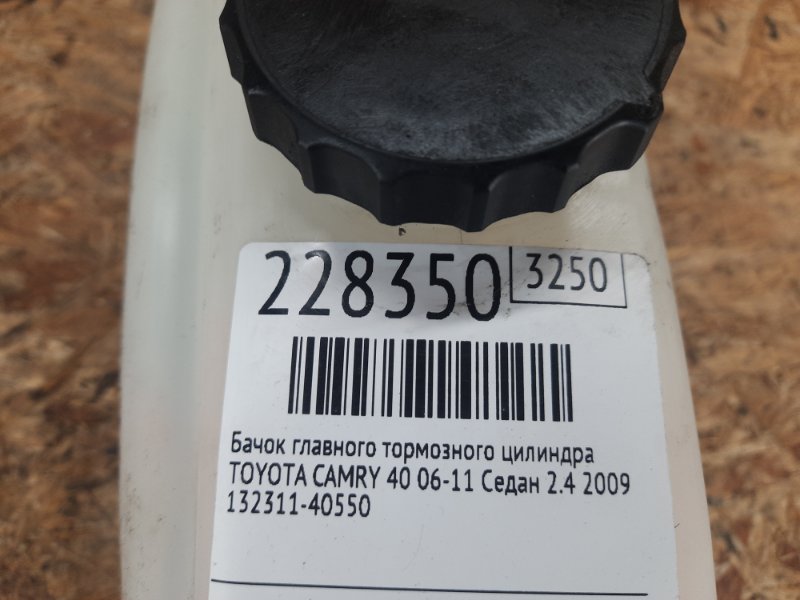 228350
3250
Бачок главного тормозного цилиндра
TOYOTA CAMRY 40 06-11 Седан 2.4 2009
132311-40550